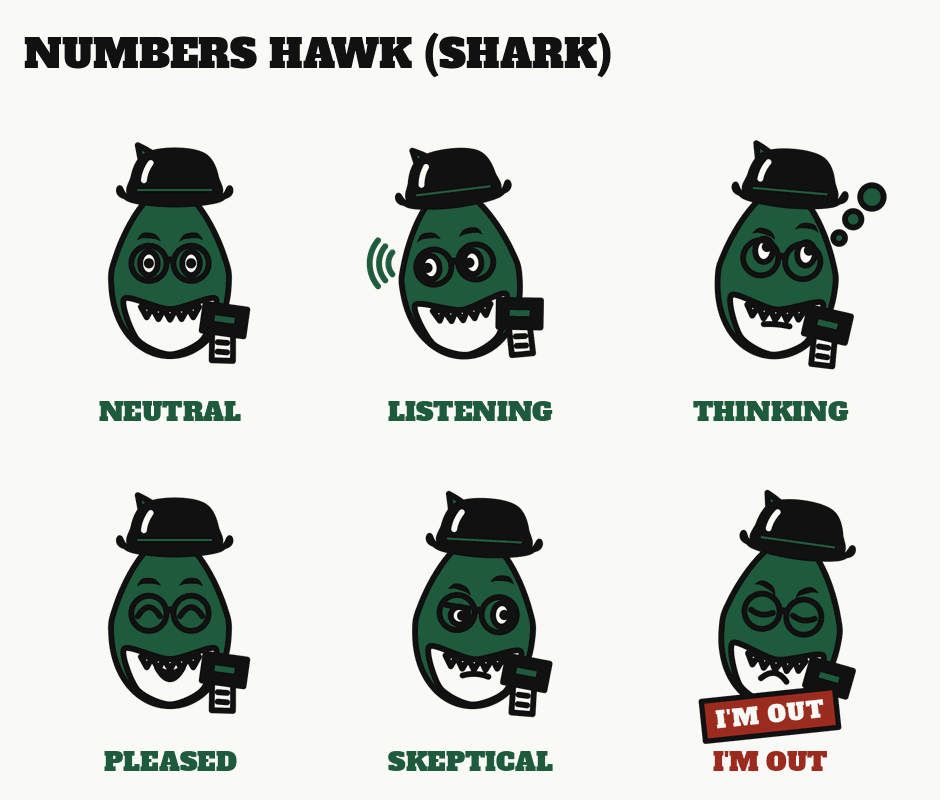 NUMBERS HAWK (SHARK)
NEUTRAL
LISTENING
THINKING
PLEASED
SKEPTICAL
I'M OUT
I'M OUT